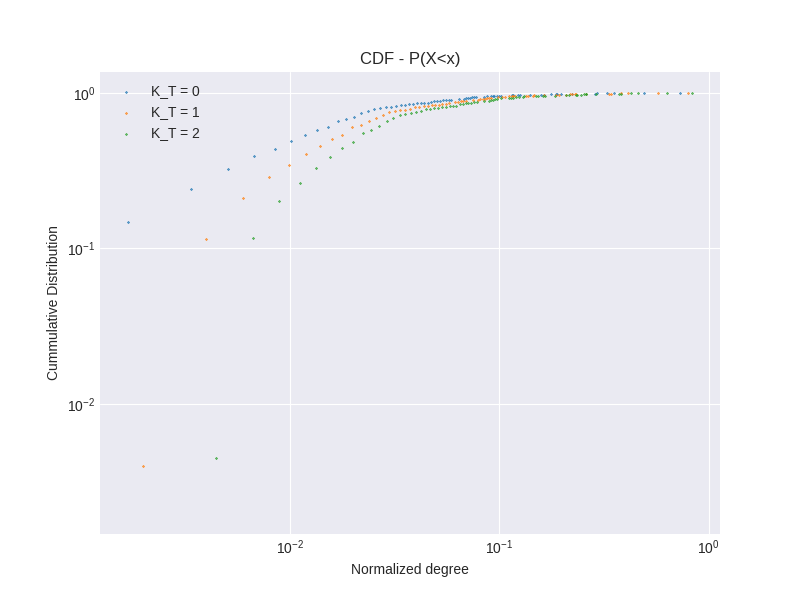 CDF - P(X<x)
K_T = 0
K_T = 1
K_T = 2
10^0
10^-1
10^-2
Cummulative Distribution
10^-2 10^-1 10^0
Normalized degree